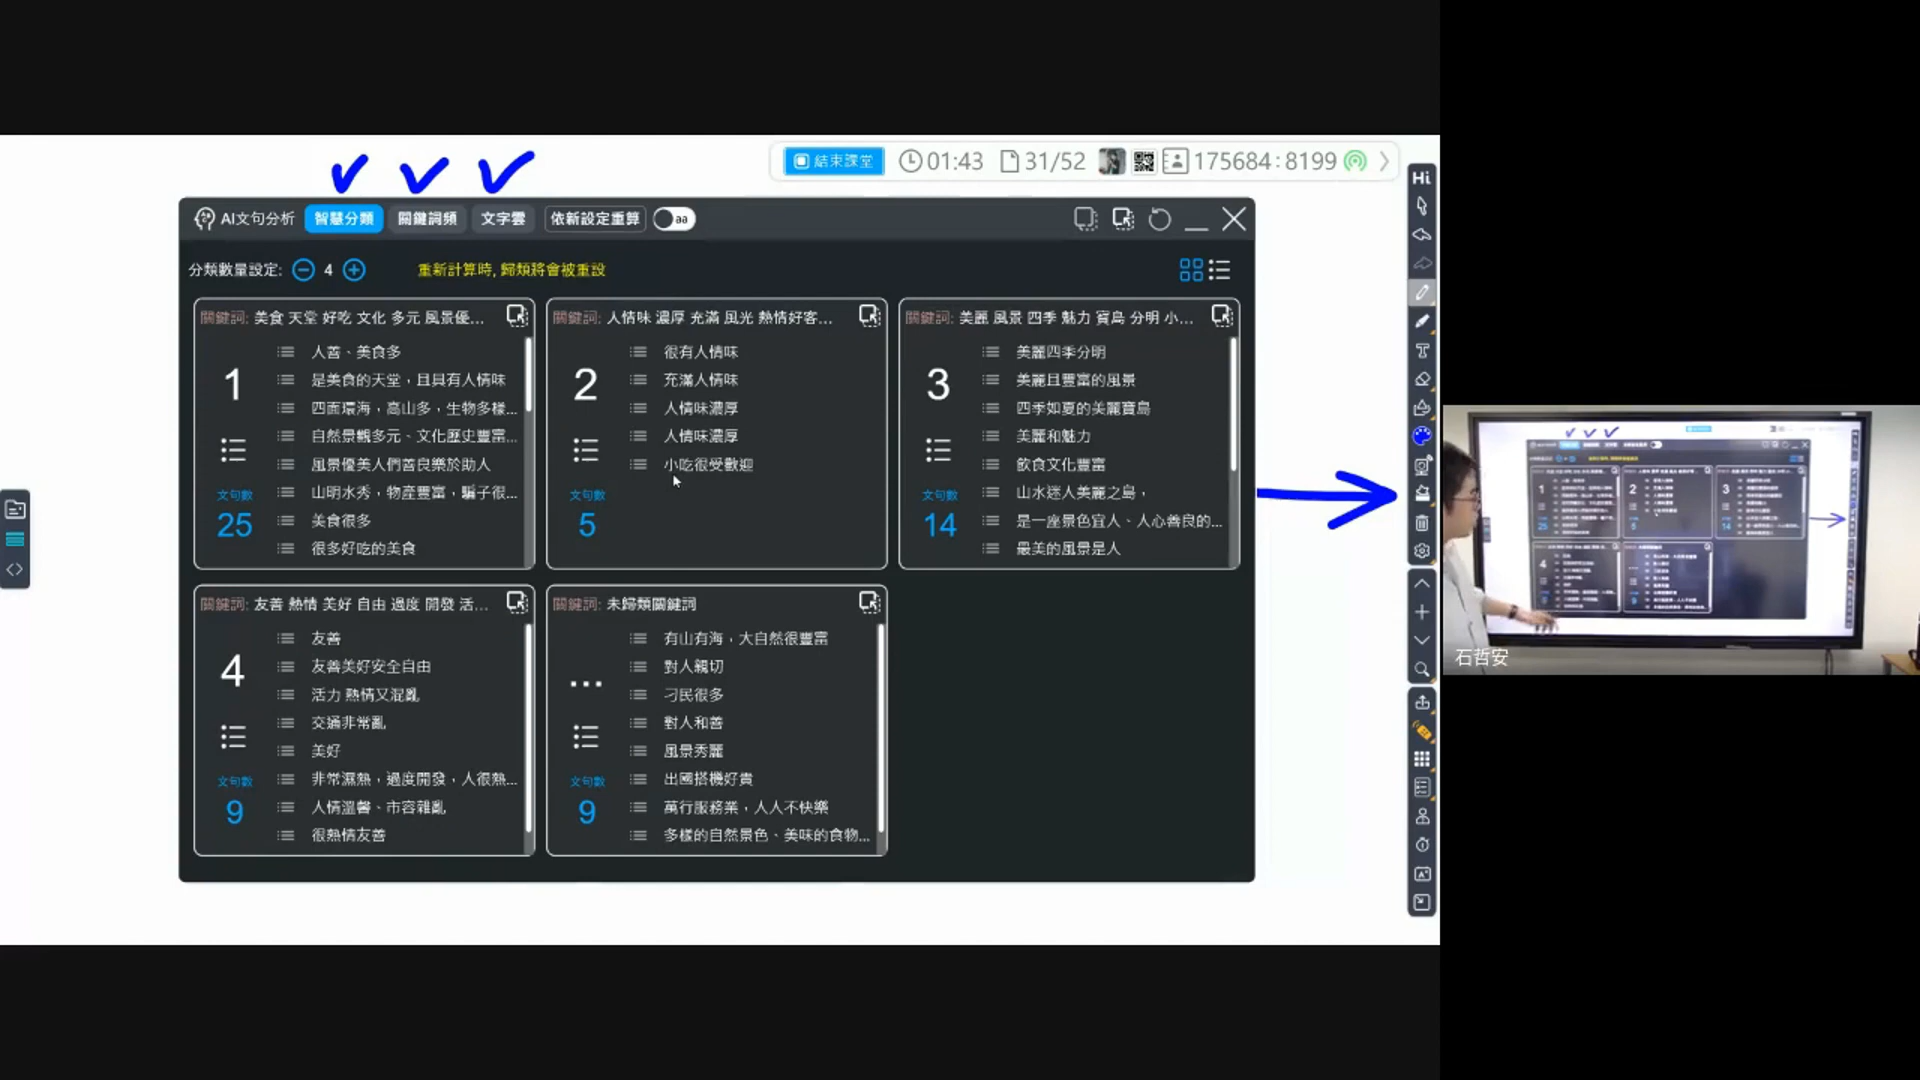 結束課堂 01:43 31/52 175684:8199
Hi
AI文句分析 智慧分類 關鍵詞頻 文字雲 依新設定重算 aa
分類數量設定: 4 重新計算時, 歸類將會被重設
關鍵詞: 美食 天堂 好吃 文化 多元 風景優...
1
人善、美食多
是美食的天堂,且具有人情味
四面環海,高山多,生物多樣...
自然景觀多元、文化歷史豐富...
風景優美人們善良樂於助人
山明水秀,物產豐富,騙子很...
美食很多
很多好吃的美食
文句數
25
關鍵詞: 人情味 濃厚 充滿 風光 熱情好客...
2
很有人情味
充滿人情味
人情味濃厚
人情味濃厚
小吃很受歡迎
文句數
5
關鍵詞: 美麗 風景 四季 魅力 寶島 分明 小...
3
美麗四季分明
美麗且豐富的風景
四季如夏的美麗寶島
美麗和魅力
飲食文化豐富
山水迷人美麗之島,
是一座景色宜人、人心善良的...
最美的風景是人
文句數
14
關鍵詞: 友善 熱情 美好 自由 過度 開發 活...
4
友善
友善美好安全自由
活力 熱情又混亂
交通非常亂
美好
非常濕熱,過度開發,人很熱...
人情溫馨、市容雜亂
很熱情友善
文句數
9
關鍵詞: 未歸類關鍵詞
...
有山有海,大自然很豐富
對人親切
刁民很多
對人和善
風景秀麗
出國搭機好貴
萬行服務業,人人不快樂
多樣的自然景色、美味的食物...
文句數
9
石哲安